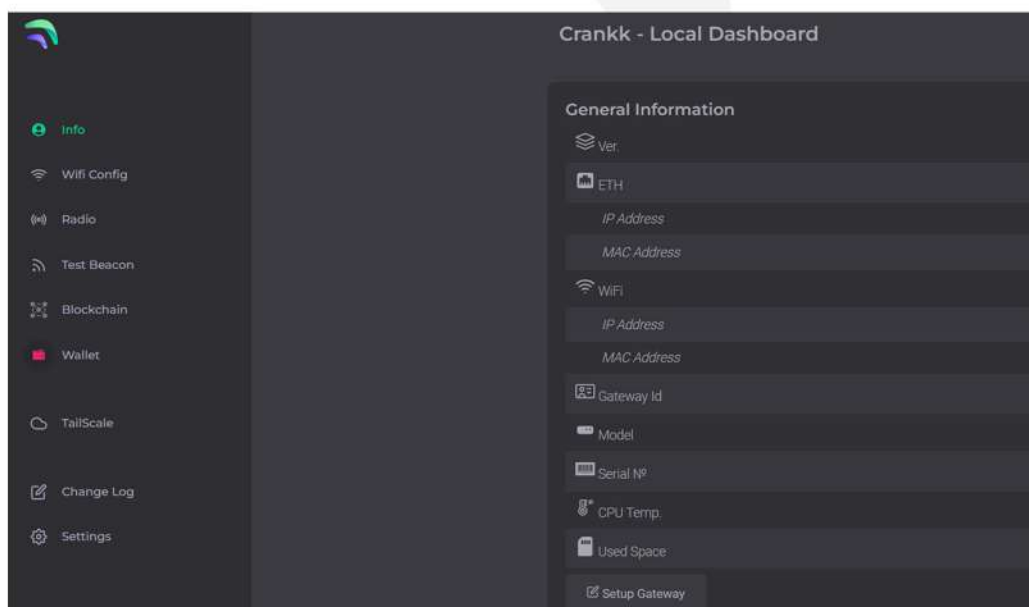 Crankk - Local Dashboard
Info
Wifi Config
Radio
Test Beacon
Blockchain
Wallet
TailScale
Change Log
Settings
General Information
Ver.
ETH
IP Address
MAC Address
WiFi
IP Address
MAC Address
Gateway Id
Model
Serial Nº
CPU Temp.
Used Space
Setup Gateway